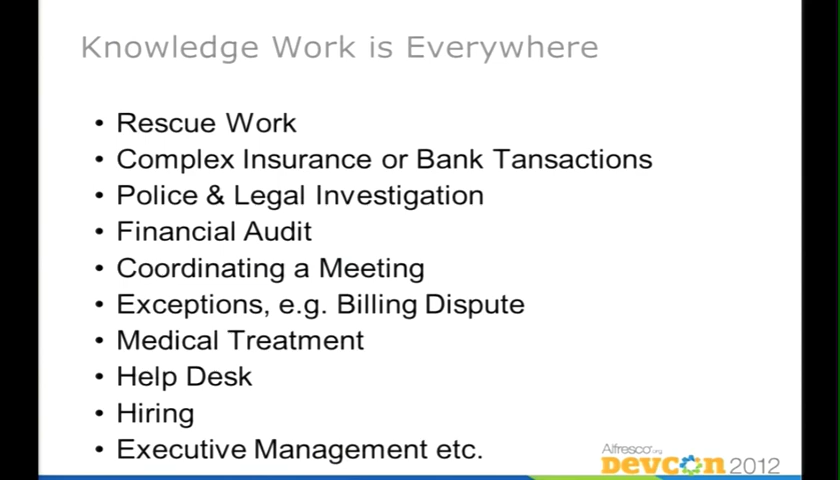 Knowledge Work is Everywhere
• Rescue Work
• Complex Insurance or Bank Tansactions
• Police & Legal Investigation
• Financial Audit
• Coordinating a Meeting
• Exceptions, e.g. Billing Dispute
• Medical Treatment
• Help Desk
• Hiring
• Executive Management etc.
Alfresco.org
DEVCON 2012